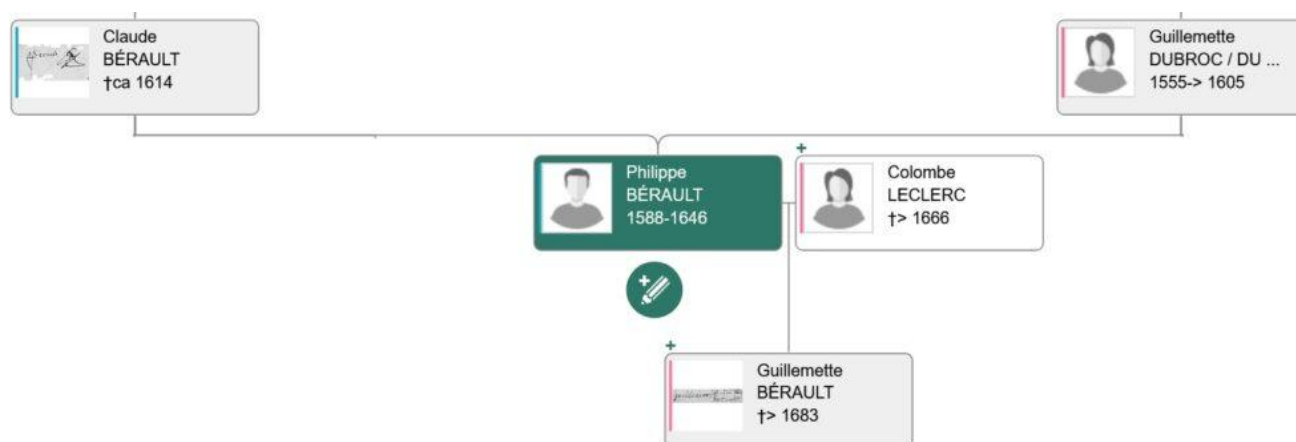 Claude
BÉRAULT
†ca 1614
Guillemette
DUBROC / DU ...
1555-> 1605
Philippe
BÉRAULT
1588-1646
Colombe
LECLERC
†> 1666
Guillemette
BÉRAULT
†> 1683